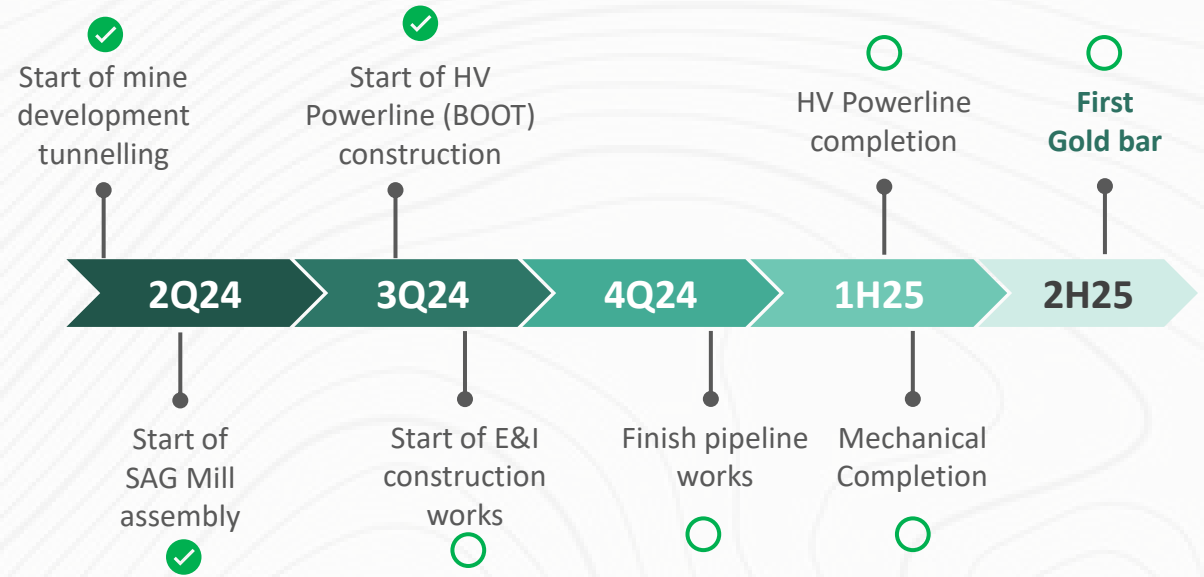 Start of mine
development
tunnelling
Start of HV
Powerline (BOOT)
construction
HV Powerline
completion
First
Gold bar
2Q24
3Q24
4Q24
1H25
2H25
Start of
SAG Mill
assembly
Start of E&I
construction
works
Finish pipeline
works
Mechanical
Completion